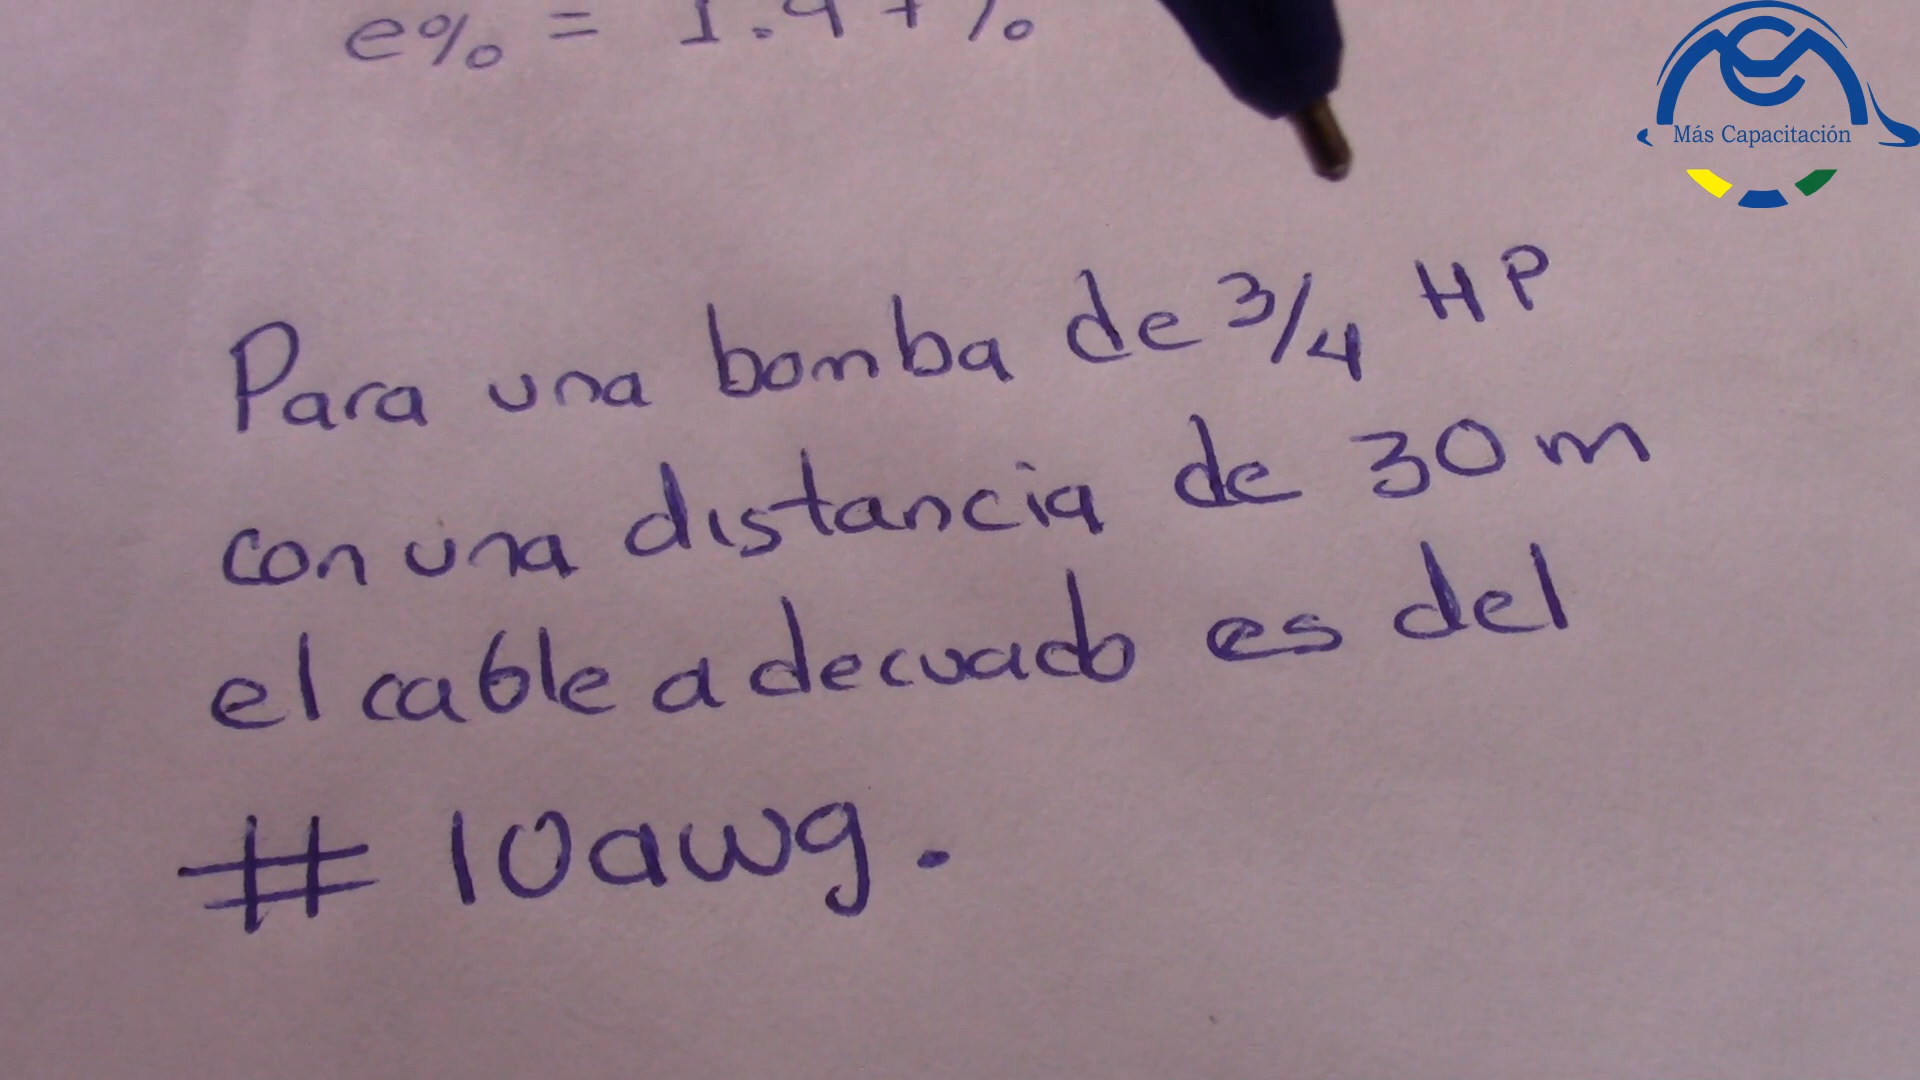 e% = 1.47%
Más Capacitación
Para una bomba de 3/4 HP
con una distancia de 30 m
el cable adecuado es del
# 10awg.